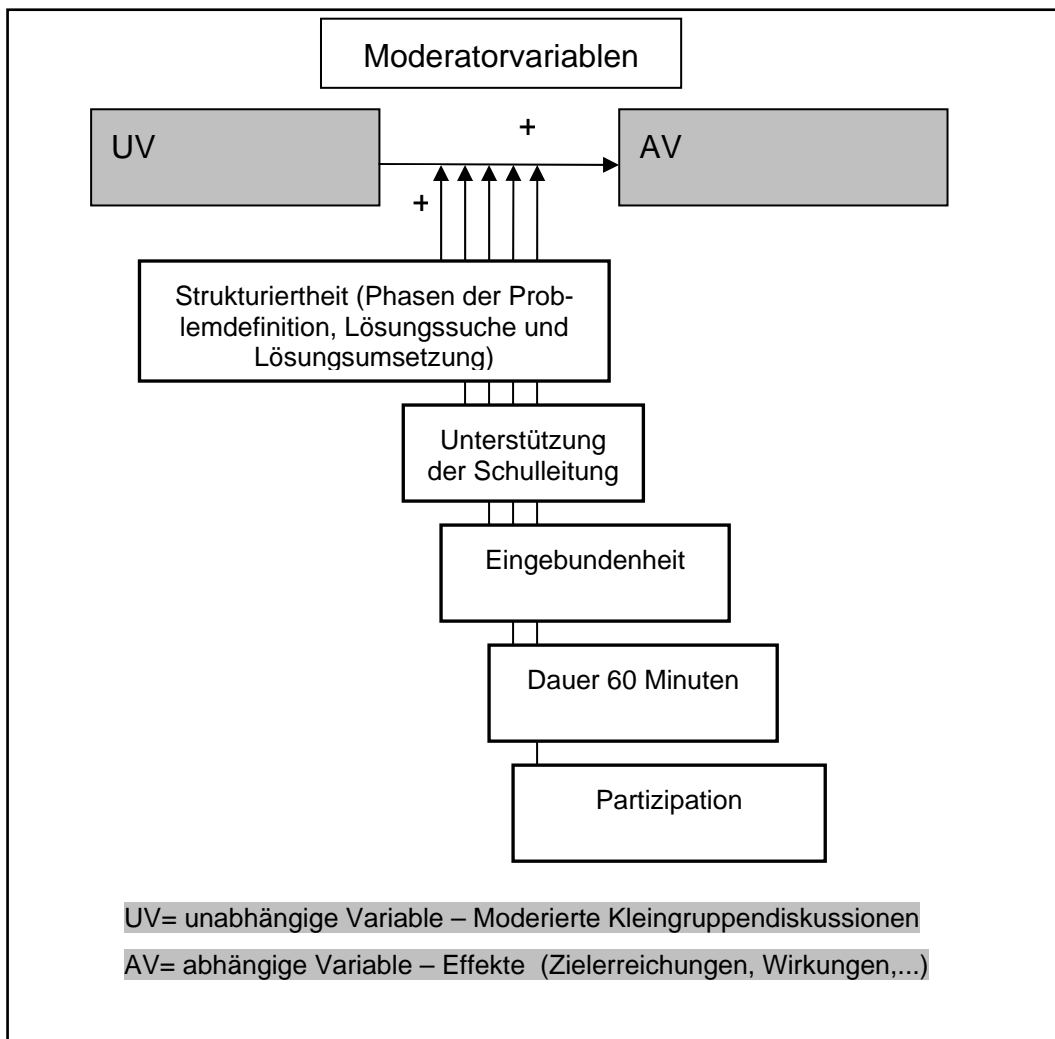 Moderatorvariablen
UV
+
AV
+
Strukturiertheit (Phasen der Prob-
lemdefinition, Lösungssuche und
Lösungsumsetzung)
Unterstützung
der Schulleitung
Eingebundenheit
Dauer 60 Minuten
Partizipation
UV= unabhängige Variable – Moderierte Kleingruppendiskussionen
AV= abhängige Variable – Effekte  (Zielerreichungen, Wirkungen,...)